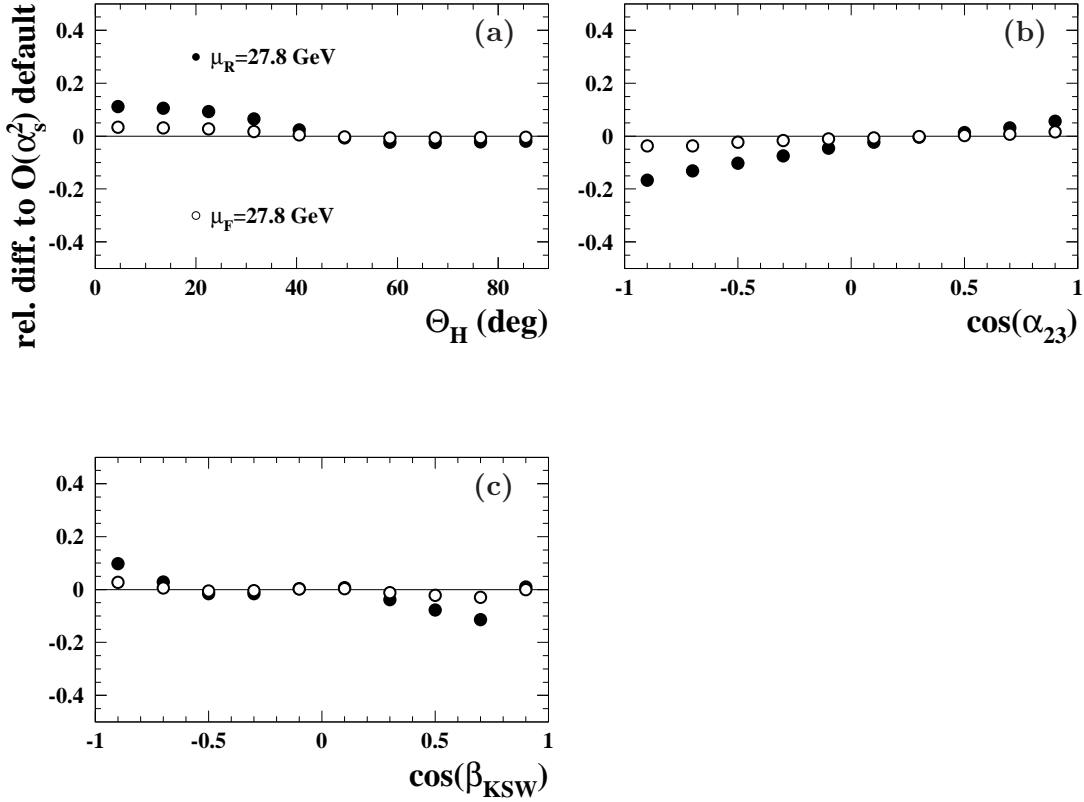 rel. diff. to O(α_s^2) default
(a)
0.4
μ_R=27.8 GeV
0.2
0
-0.2
μ_F=27.8 GeV
-0.4
0 20 40 60 80
Θ_H (deg)
(b)
0.4
0.2
0
-0.2
-0.4
-1 -0.5 0 0.5 1
cos(α_23)
(c)
0.4
0.2
0
-0.2
-0.4
-1 -0.5 0 0.5 1
cos(β_KSW)